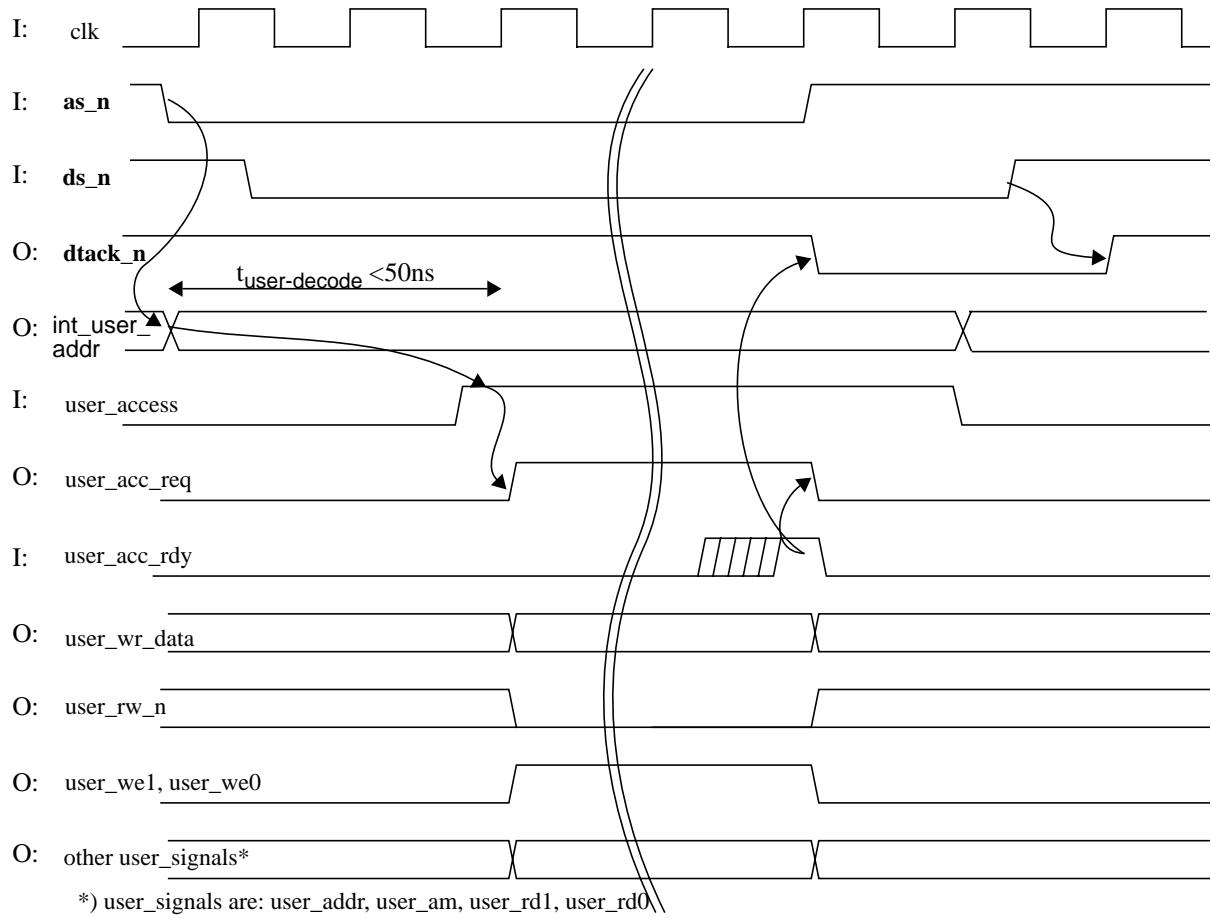 I: clk
I: as_n
I: ds_n
O: dtack_n
tuser-decode <50ns
O: int_user_
addr
I: user_access
O: user_acc_req
I: user_acc_rdy
O: user_wr_data
O: user_rw_n
O: user_we1, user_we0
O: other user_signals*
*) user_signals are: user_addr, user_am, user_rd1, user_rd0